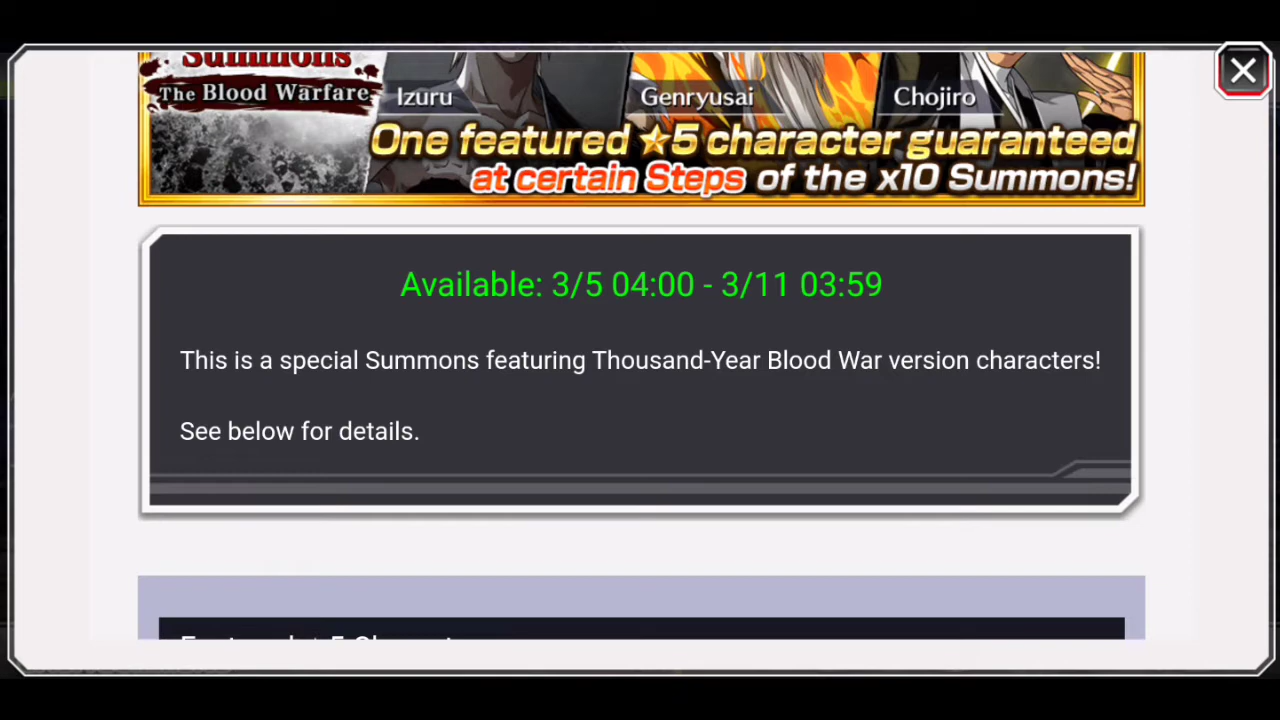 Summons
The Blood Warfare
Izuru
Genryusai
Chojiro
One featured ★5 character guaranteed
at certain Steps of the x10 Summons!
Available: 3/5 04:00 - 3/11 03:59
This is a special Summons featuring Thousand-Year Blood War version characters!
See below for details.